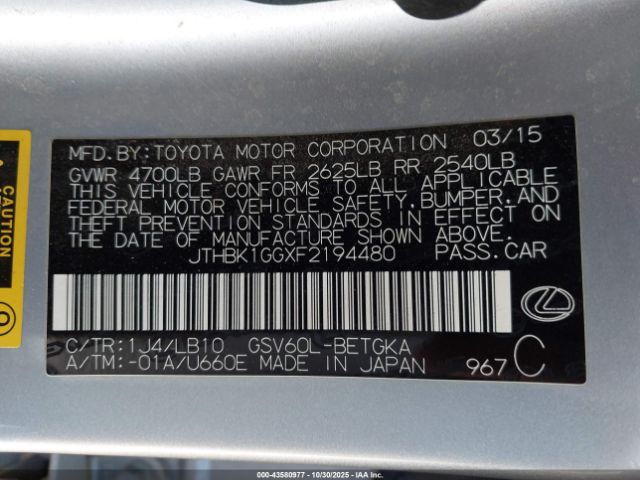 MFD.BY:TOYOTA MOTOR CORPORATION 03/15
GVWR 4700LB GAWR FR 2625LB RR 2540LB
THIS VEHICLE CONFORMS TO ALL APPLICABLE
FEDERAL MOTOR VEHICLE SAFETY,BUMPER,AND
THEFT PREVENTION STANDARDS IN EFFECT ON
THE DATE OF MANUFACTURE SHOWN ABOVE.
JTHBK1GGXF2194480 PASS.CAR
C/TR:1J4/LB10 GSV60L-BETGKA
A/TM:-01A/U660E MADE IN JAPAN 967 C
CAUTION
000-43580977 - 10/30/2025 - IAA Inc.